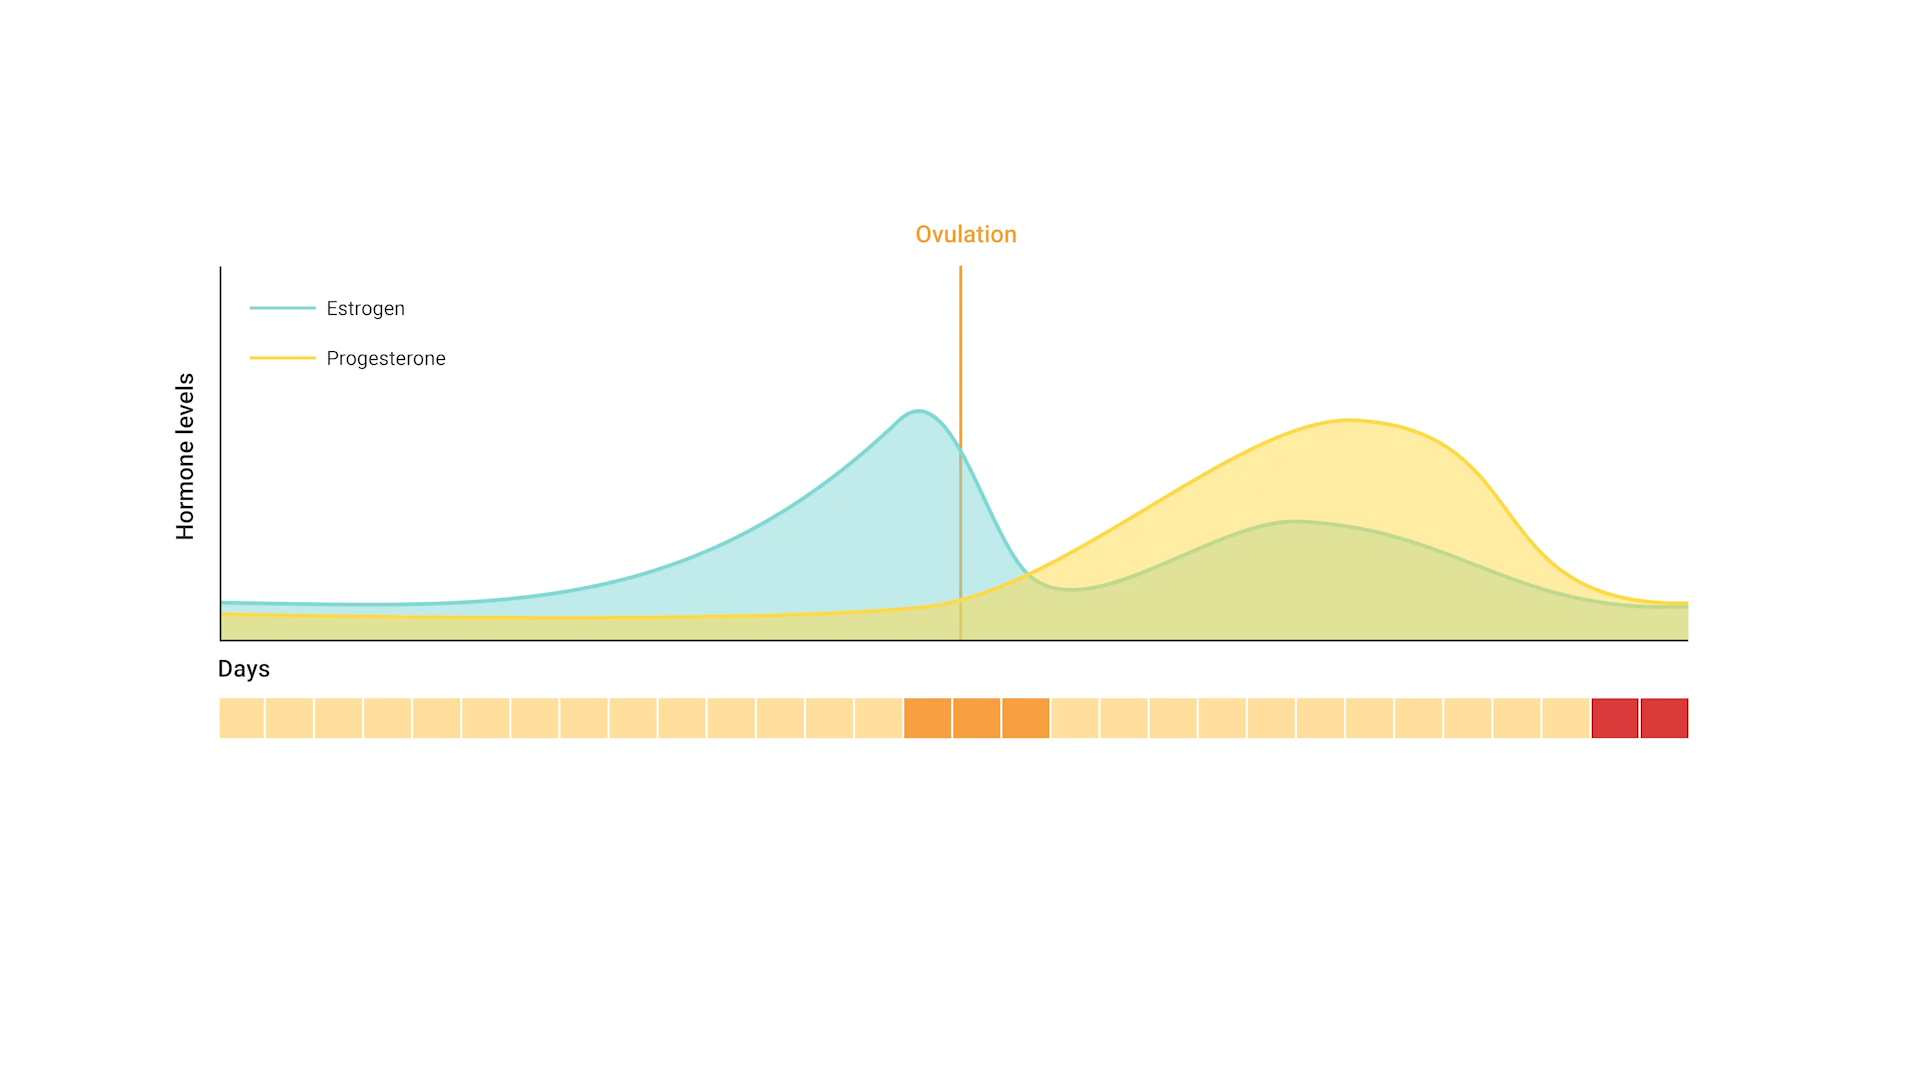 Ovulation
Estrogen
Progesterone
Hormone levels
Days